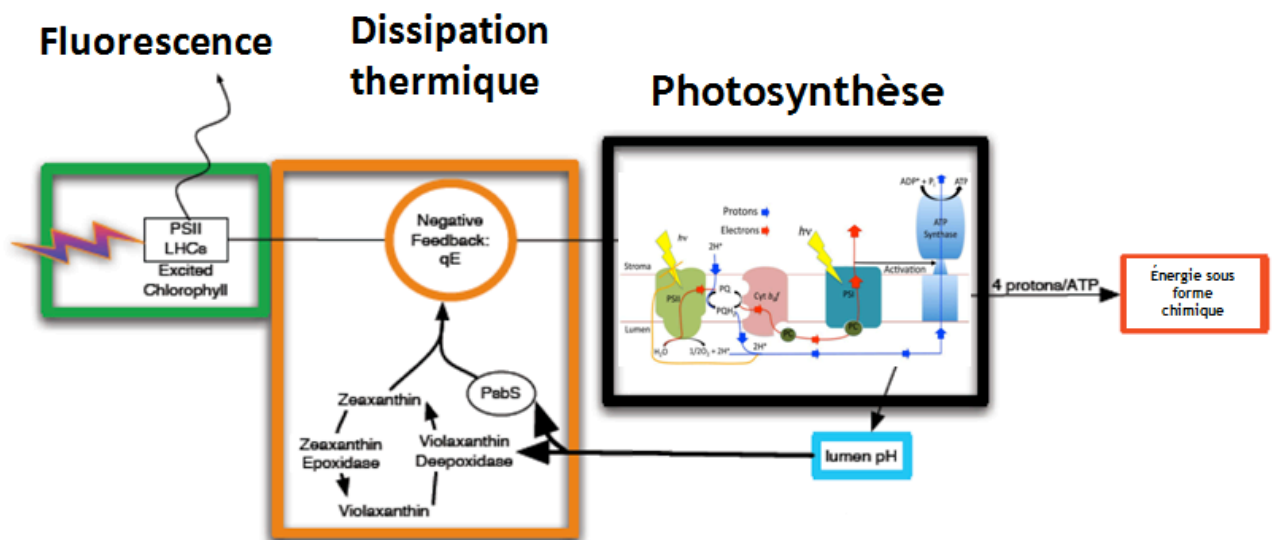 Fluorescence
Dissipation
thermique
Photosynthèse
PSII
LHCs
Excited
Chlorophyll
Negative
Feedback:
qE
Zeaxanthin
PsbS
Zeaxanthin
Epoxidase
Violaxanthin
Deepoxidase
Violaxanthin
Protons
Electrons
hν
hν
2H⁺
Stroma
Lumen
PSII
PQ
PQH₂
Cyt b₆f
PC
PSI
PC
Activation
ADP⁺ + Pᵢ
ATP
ATP
Synthase
H₂O
1/2O₂ + 2H⁺
2H⁺
4 protons/ATP
Énergie sous
forme
chimique
lumen pH